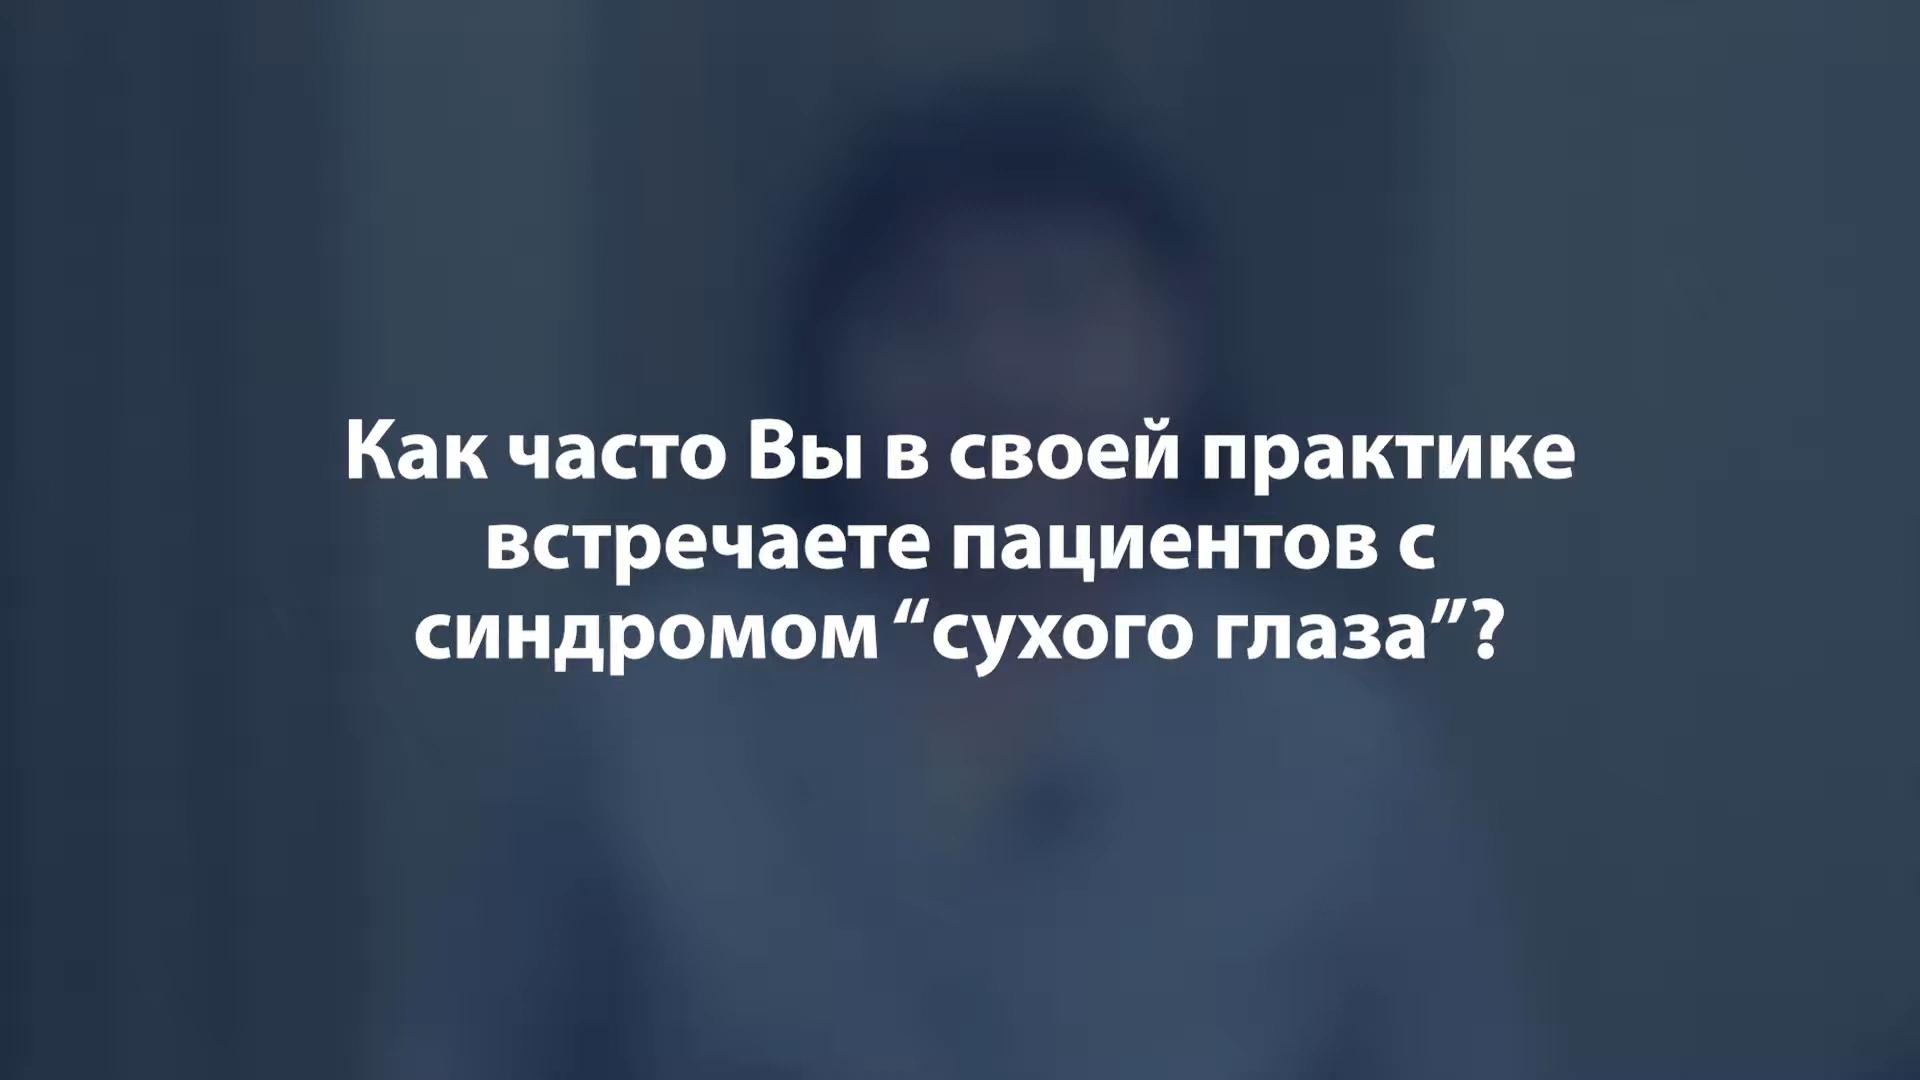 Как часто Вы в своей практике
встречаете пациентов с
синдромом “сухого глаза”?